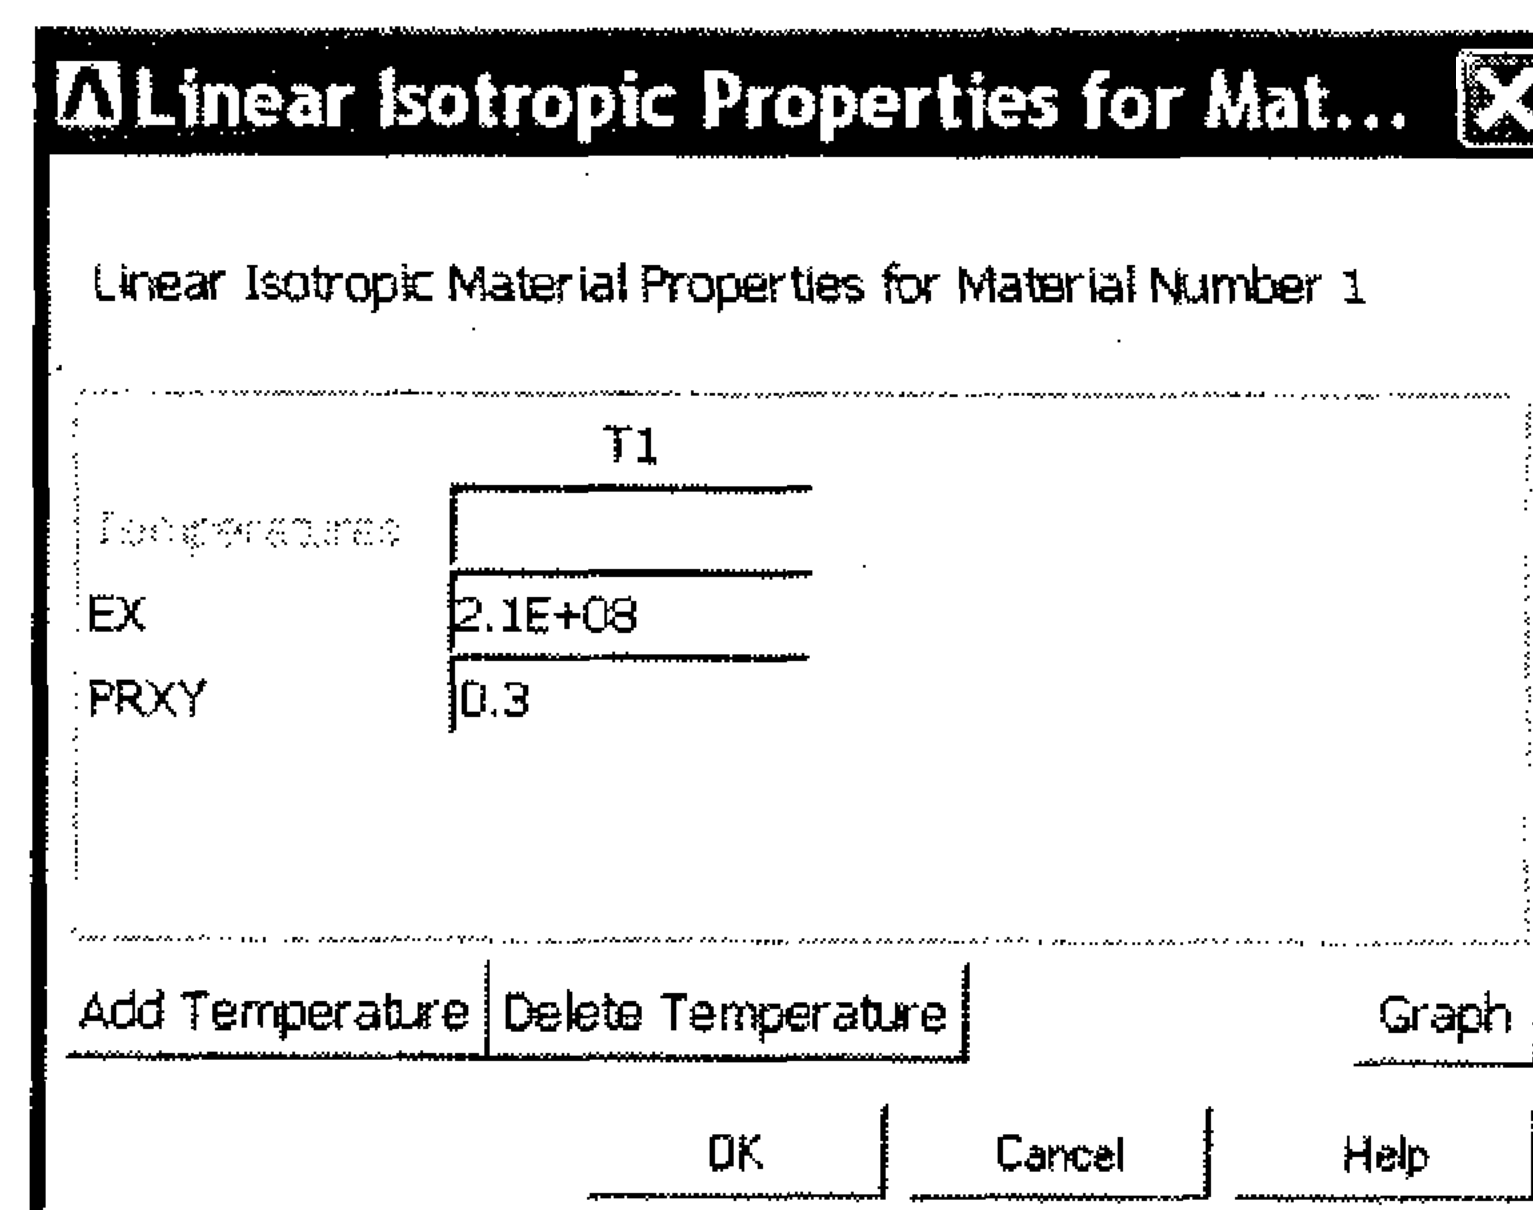 Linear Isotropic Properties for Mat...
Linear Isotropic Material Properties for Material Number 1
T1
Temperatures
EX 2.1E+08
PRXY 0.3
Add Temperature Delete Temperature Graph
OK Cancel Help